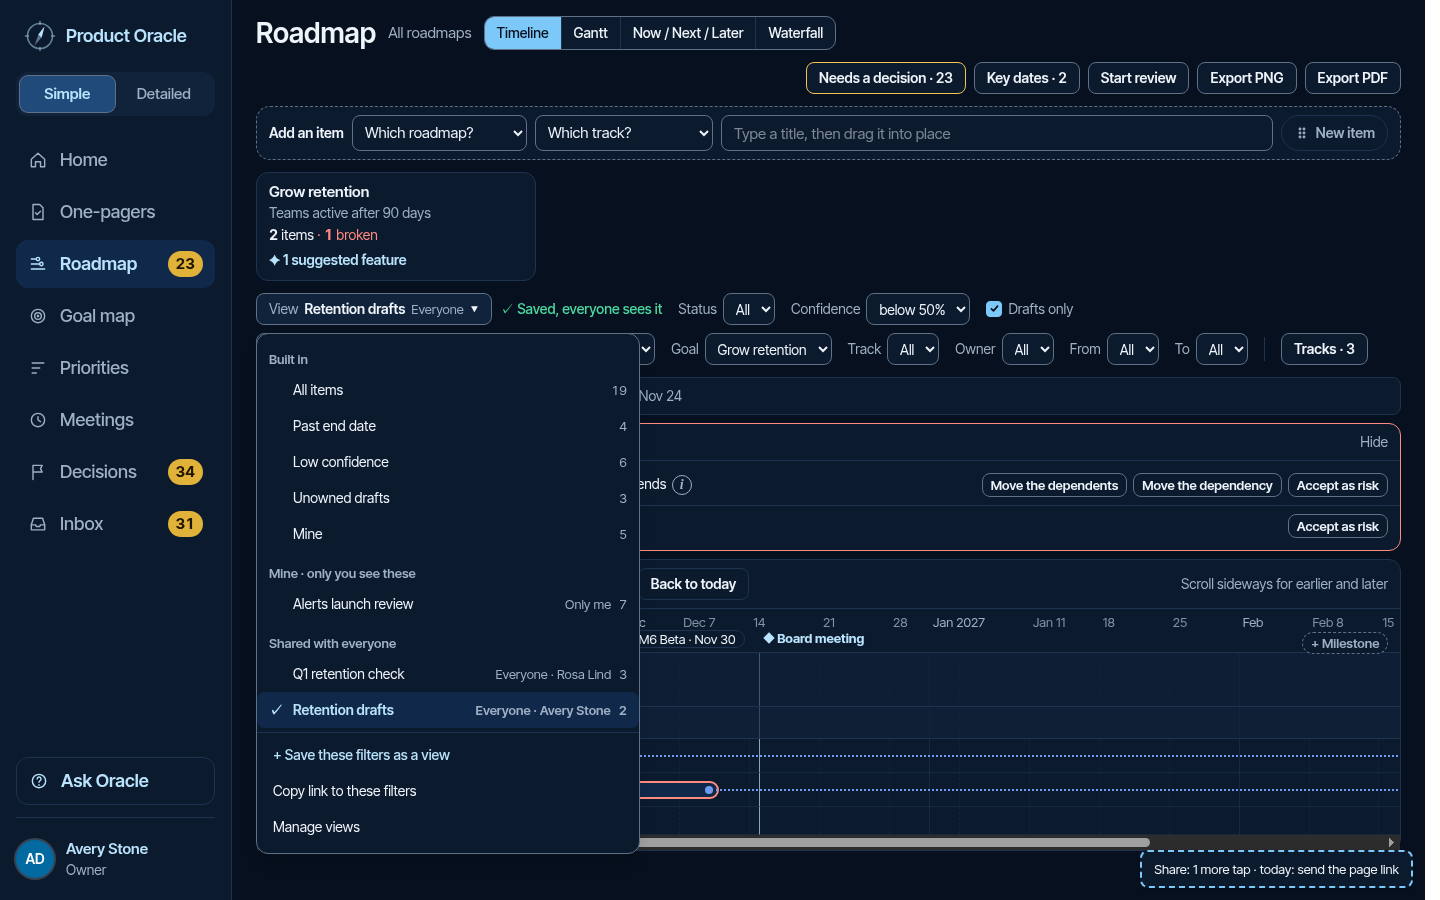 Product Oracle
Simple
Detailed
Home
One-pagers
Roadmap
23
Goal map
Priorities
Meetings
Decisions
34
Inbox
31
Ask Oracle
AD
Avery Stone
Owner
Roadmap
All roadmaps
Timeline
Gantt
Now / Next / Later
Waterfall
Needs a decision · 23
Key dates · 2
Start review
Export PNG
Export PDF
Add an item
Which roadmap?
Which track?
Type a title, then drag it into place
New item
Grow retention
Teams active after 90 days
2 items · 1 broken
✦ 1 suggested feature
View Retention drafts Everyone ▼
✓ Saved, everyone sees it
Status
All
Confidence
below 50%
Drafts only
Goal
Grow retention
Track
All
Owner
All
From
All
To
All
Tracks · 3
Built in
All items 19
Past end date 4
Low confidence 6
Unowned drafts 3
Mine 5
Mine · only you see these
Alerts launch review Only me 7
Shared with everyone
Q1 retention check Everyone · Rosa Lind 3
✓ Retention drafts Everyone · Avery Stone 2
+ Save these filters as a view
Copy link to these filters
Manage views
Nov 24
Hide
ends i
Move the dependents
Move the dependency
Accept as risk
Accept as risk
Back to today
Scroll sideways for earlier and later
c Dec 7 14 21 28 Jan 2027 Jan 11 18 25 Feb Feb 8 15
M6 Beta · Nov 30
◆ Board meeting
+ Milestone
Share: 1 more tap · today: send the page link